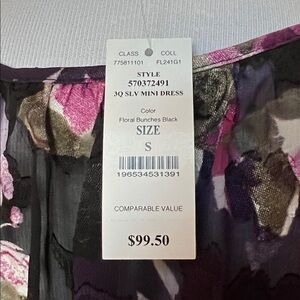 CLASS COLL
775811101 FL241G1
STYLE
570372491
3Q SLV MINI DRESS
Color
Floral Bunches Black
SIZE
S
196534531391
COMPARABLE VALUE
$99.50